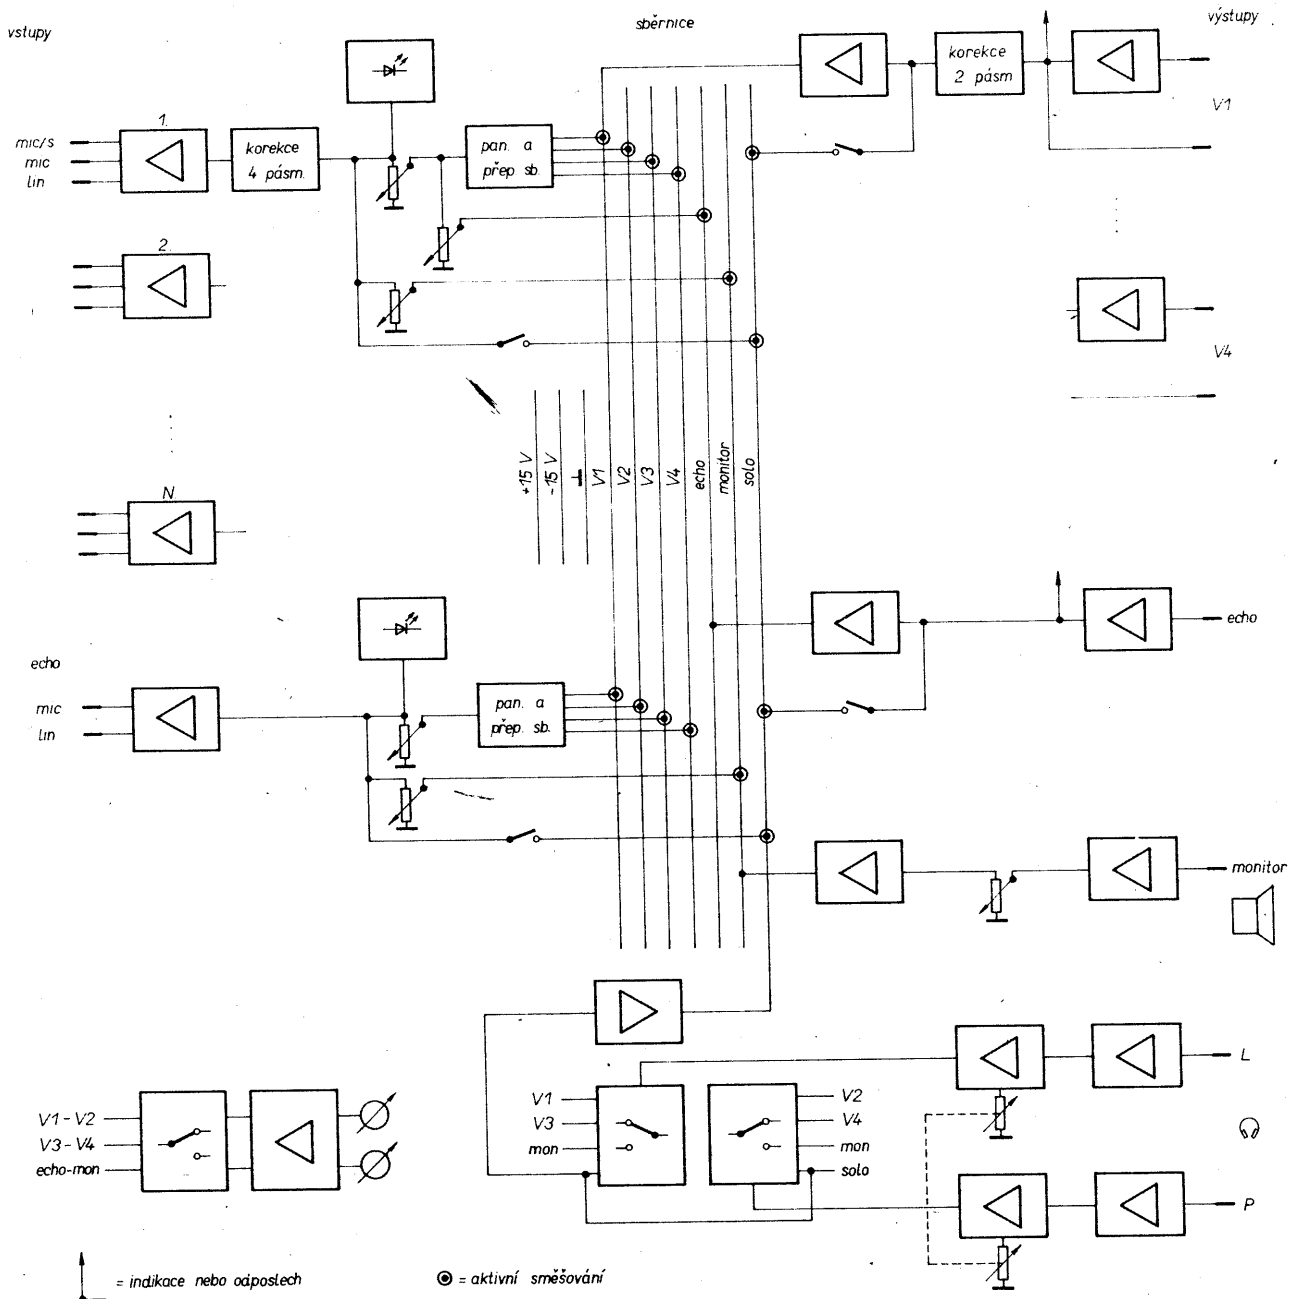 vstupy
sběrnice
výstupy
korekce
2 pásm
V1
1.
mic/s
mic
lin
korekce
4 pásm.
pan. a
přep sb.
2.
V4
+15 V
-15 V
V1
V2
V3
V4
echo
monitor
solo
N
echo
echo
mic
lin
pan. a
přep. sb.
monitor
L
V1
V3
mon
V2
V4
mon
solo
V1-V2
V3-V4
echo-mon
P
= indikace nebo odposlech
= aktivní směšování